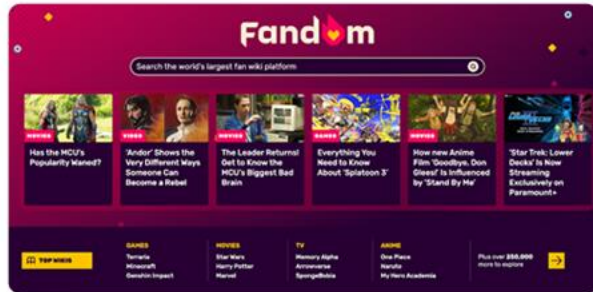 Fandom
Search the world's largest fan wiki platform
MOVIES
Has the MCU's
Popularity Waned?
VIDEO
'Andor' Shows the
Very Different Ways
Someone Can
Become a Rebel
MOVIES
The Leader Returns!
Get to Know the
MCU's Biggest Bad
Brain
GAMES
Everything You
Need to Know
About 'Splatoon 3'
MOVIES
How new Anime
Film 'Goodbye, Don
Glees!' Is Influenced
by 'Stand By Me'
'Star Trek: Lower
Decks' Is Now
Streaming
Exclusively on
Paramount+
TOP WIKIS
GAMES
Terraria
Minecraft
Genshin Impact
MOVIES
Star Wars
Harry Potter
Marvel
TV
Memory Alpha
Arrowverse
SpongeBobia
ANIME
One Piece
Naruto
My Hero Academia
Plus over 250,000
more to explore